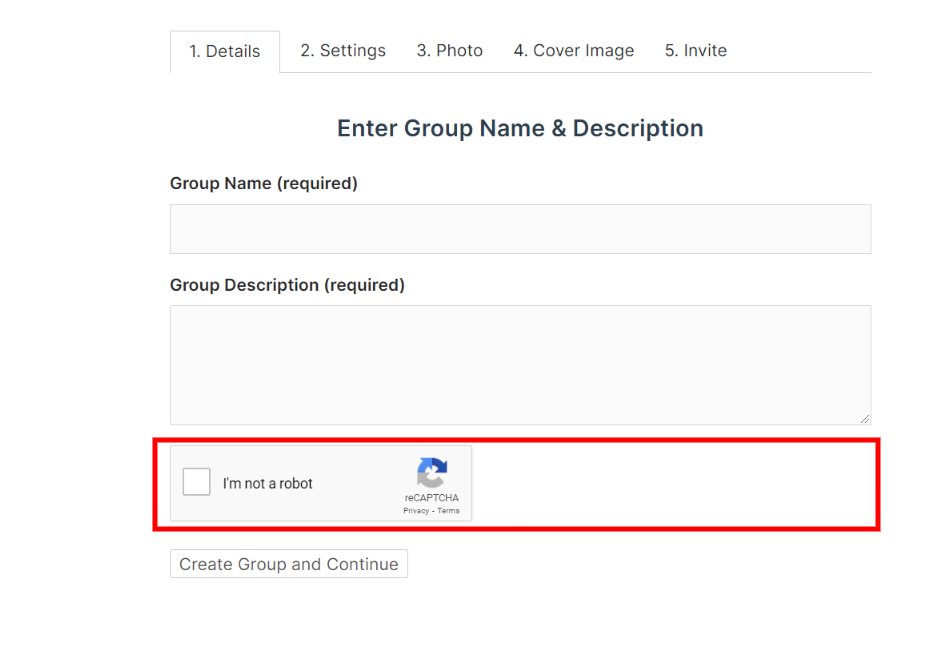 1. Details 2. Settings 3. Photo 4. Cover Image 5. Invite
Enter Group Name & Description
Group Name (required)
Group Description (required)
I'm not a robot
reCAPTCHA
Privacy - Terms
Create Group and Continue